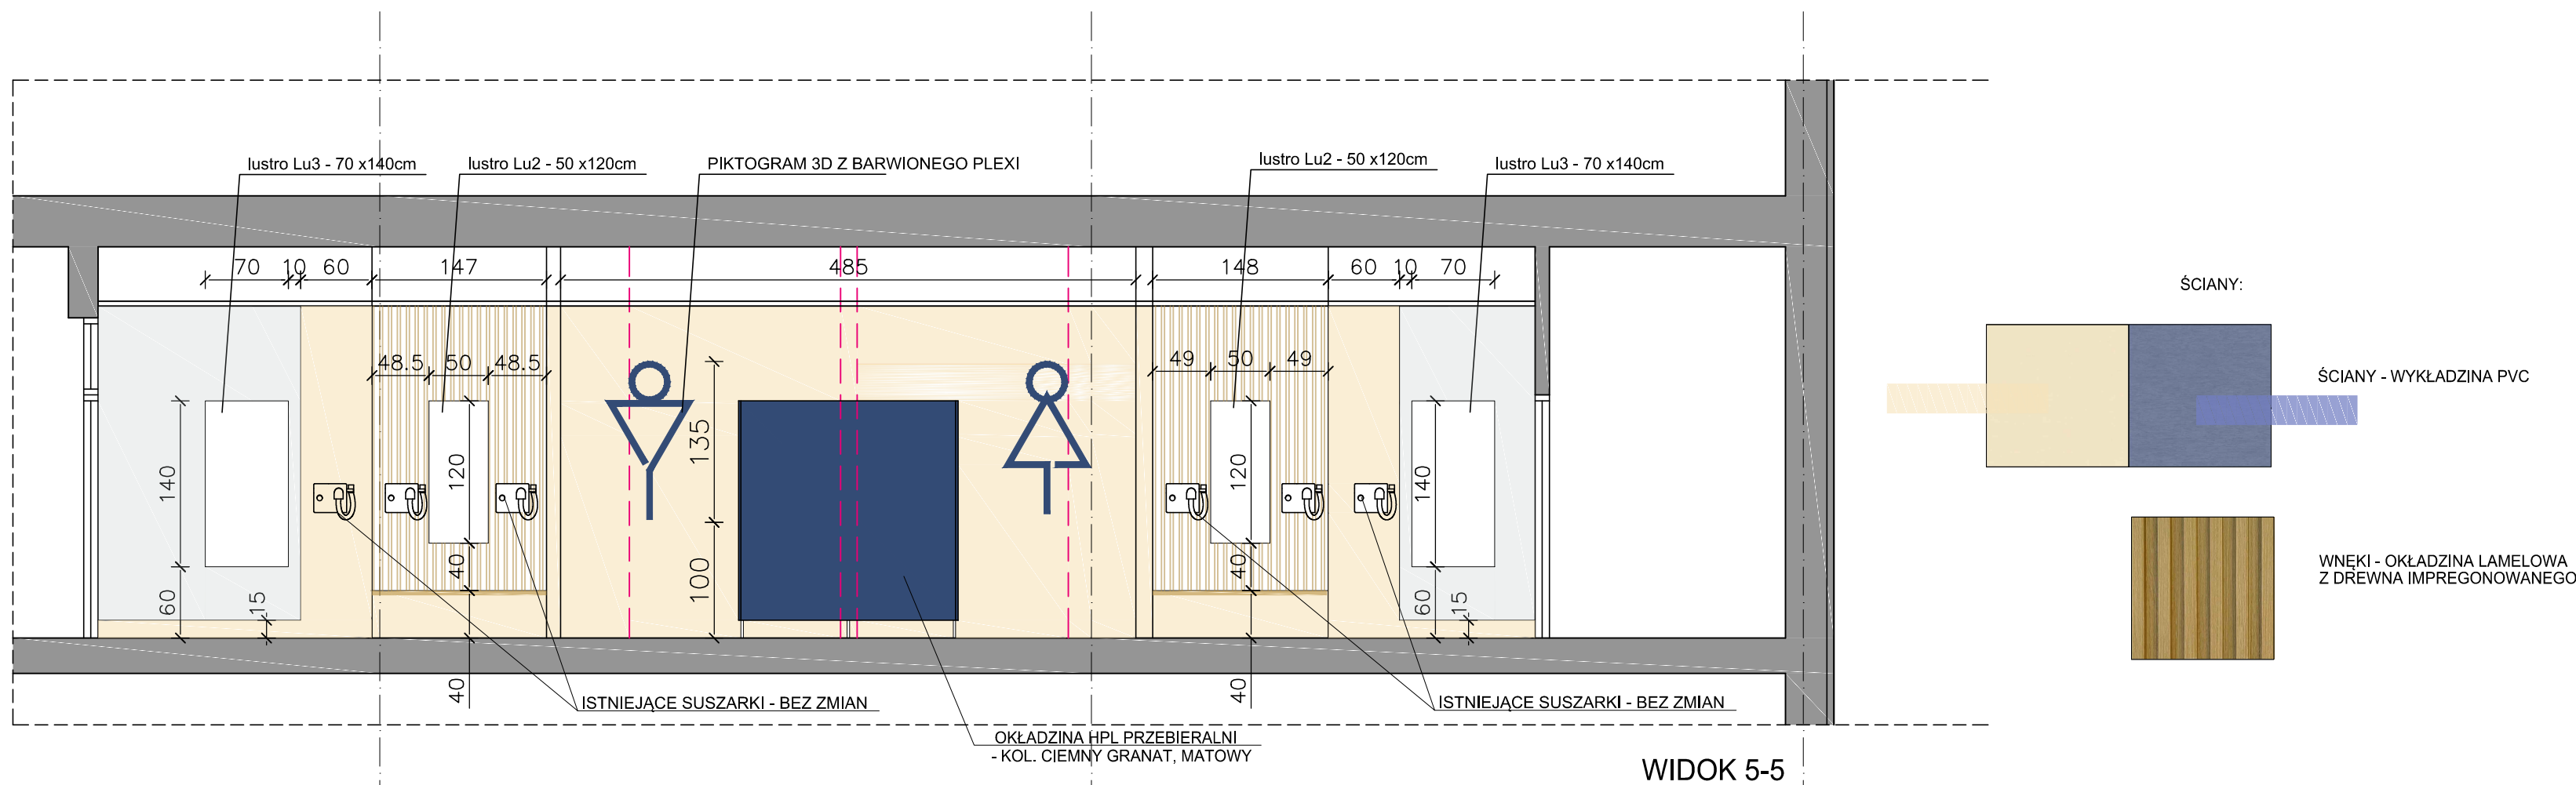 lustro Lu3 - 70 x140cm
lustro Lu2 - 50 x120cm
PIKTOGRAM 3D Z BARWIONEGO PLEXI
lustro Lu2 - 50 x120cm
lustro Lu3 - 70 x140cm
70 10 60 147 485 148 60 10 70
48.5 50 48.5
49 50 49
140
60
15
120
40
40
135
100
120
40
40
140
60
15
ISTNIEJĄCE SUSZARKI - BEZ ZMIAN
ISTNIEJĄCE SUSZARKI - BEZ ZMIAN
OKŁADZINA HPL PRZEBIERALNI
- KOL. CIEMNY GRANAT, MATOWY
WIDOK 5-5
ŚCIANY:
ŚCIANY - WYKŁADZINA PVC
WNĘKI - OKŁADZINA LAMELOWA
Z DREWNA IMPREGONOWANEGO